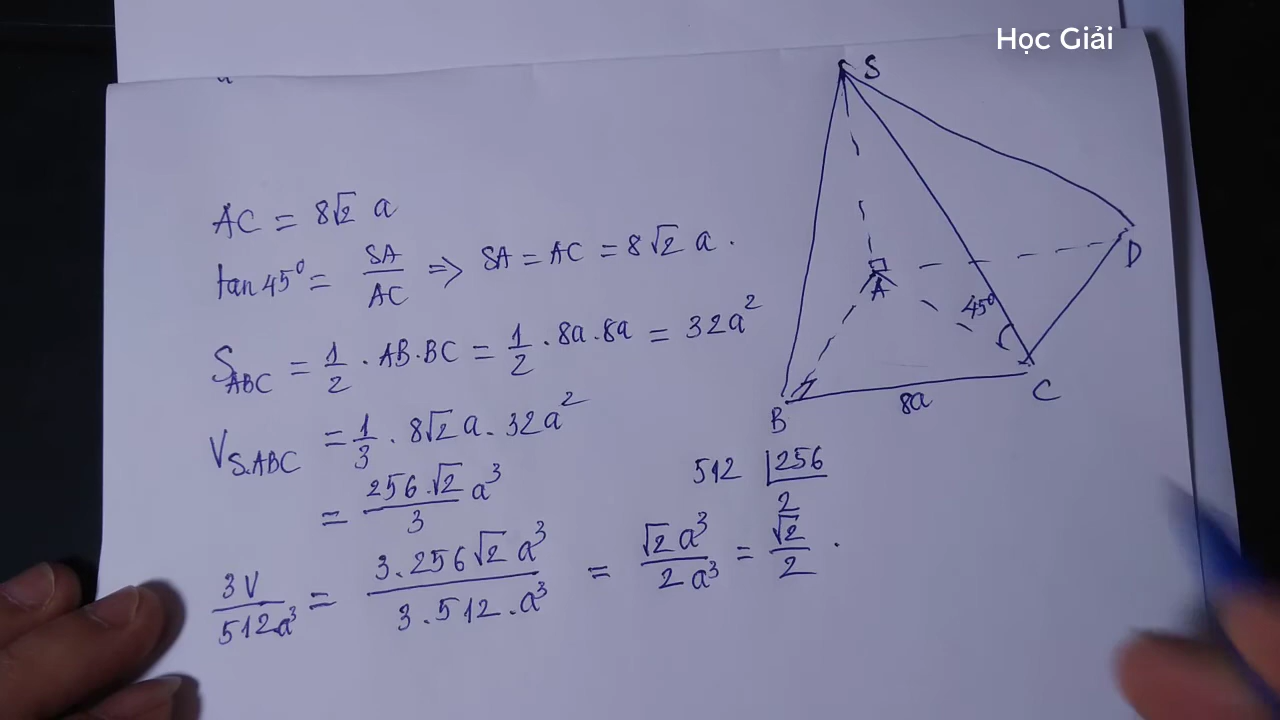 Học Giải
AC = 8√2 a
tan 45° = SA/AC ⇒ SA = AC = 8√2 a.
S_ABC = 1/2 · AB·BC = 1/2 · 8a·8a = 32a²
V_S.ABC = 1/3 · 8√2 a · 32a²
= 256·√2/3 a³
3V/512a³ = 3.256√2 a³/3.512.a³ = √2 a³/2a³ = √2/2 .
512 |256
2
S
A
45°
D
B
8a
C